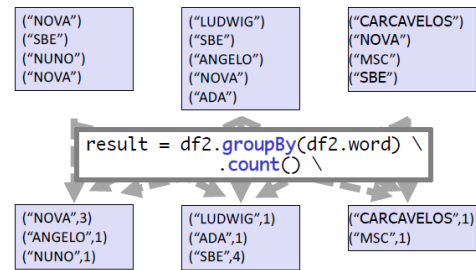 ("NOVA")
("SBE")
("NUNO")
("NOVA")
("LUDWIG")
("SBE")
("ANGELO")
("NOVA")
("ADA")
("CARCAVELOS")
("NOVA")
("MSC")
("SBE")
result = df2.groupBy(df2.word) \
.count() \
("NOVA",3)
("ANGELO",1)
("NUNO",1)
("LUDWIG",1)
("ADA",1)
("SBE",4)
("CARCAVELOS",1)
("MSC",1)